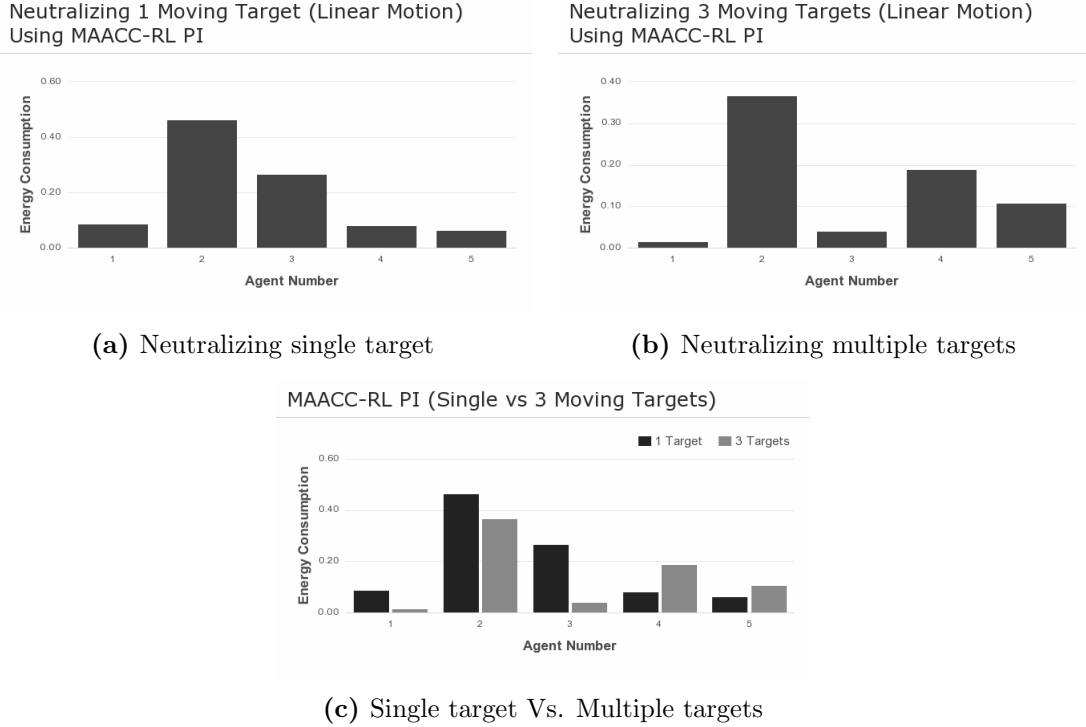 Neutralizing 1 Moving Target (Linear Motion)
Using MAACC-RL PI
0.60
0.40
0.20
0.00
Energy Consumption
1 2 3 4 5
Agent Number
(a) Neutralizing single target
Neutralizing 3 Moving Targets (Linear Motion)
Using MAACC-RL PI
0.40
0.30
0.20
0.10
0.00
Energy Consumption
1 2 3 4 5
Agent Number
(b) Neutralizing multiple targets
MAACC-RL PI (Single vs 3 Moving Targets)
1 Target 3 Targets
0.60
0.40
0.20
0.00
Energy Consumption
1 2 3 4 5
Agent Number
(c) Single target Vs. Multiple targets